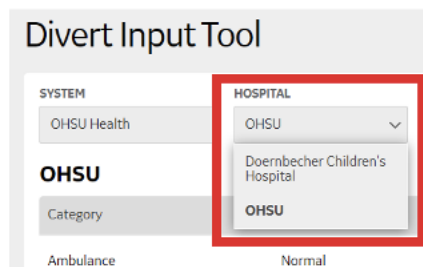 Divert Input Tool
SYSTEM
HOSPITAL
OHSU Health
OHSU
Doernbecher Children's
Hospital
OHSU
OHSU
Category
Ambulance
Normal